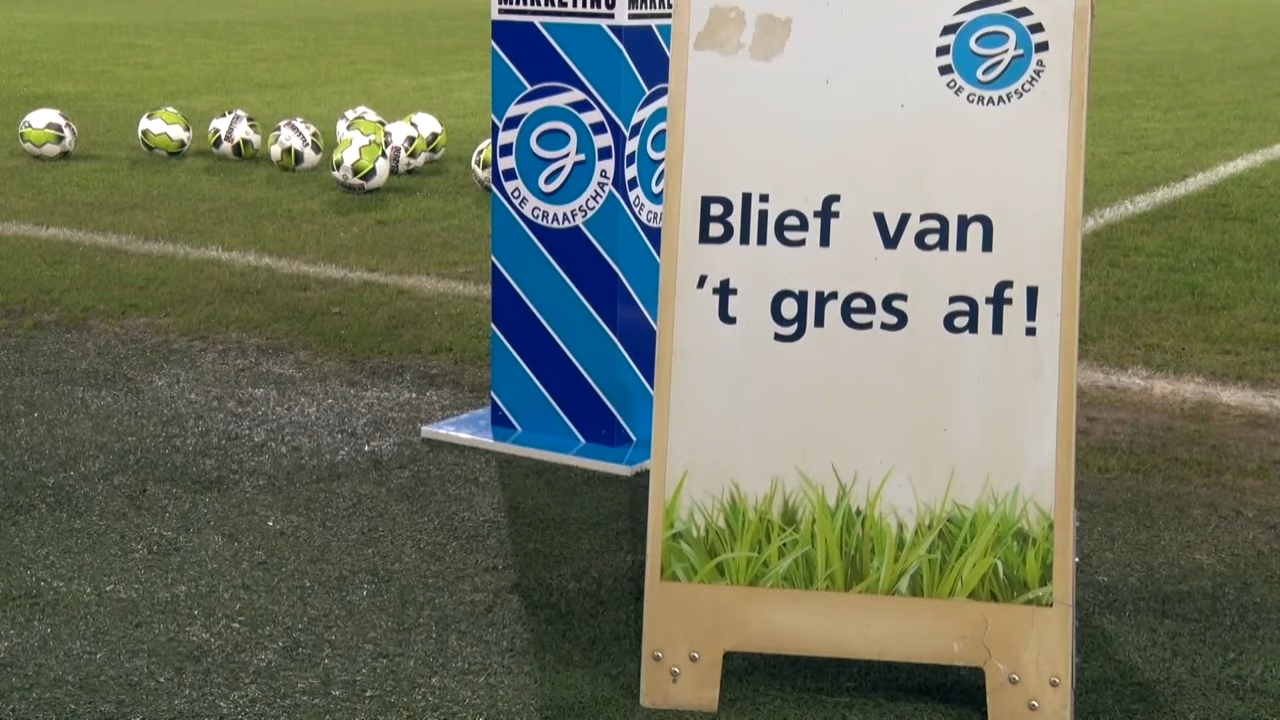 MARKETING
DE GRAAFSCHAP
DE GRAAFSCHAP
Blief van
't gres af!